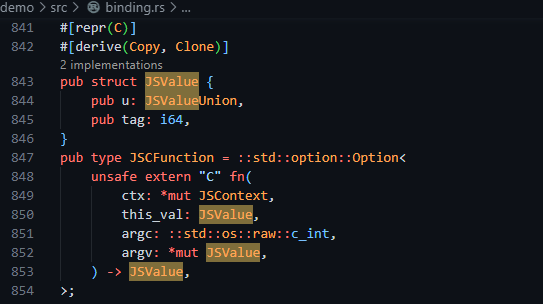 demo > src > binding.rs > ...
841 #[repr(C)]
842 #[derive(Copy, Clone)]
2 implementations
843 pub struct JSValue {
844     pub u: JSValueUnion,
845     pub tag: i64,
846 }
847 pub type JSCFunction = ::std::option::Option<
848     unsafe extern "C" fn(
849         ctx: *mut JSContext,
850         this_val: JSValue,
851         argc: ::std::os::raw::c_int,
852         argv: *mut JSValue,
853     ) -> JSValue,
854 >;